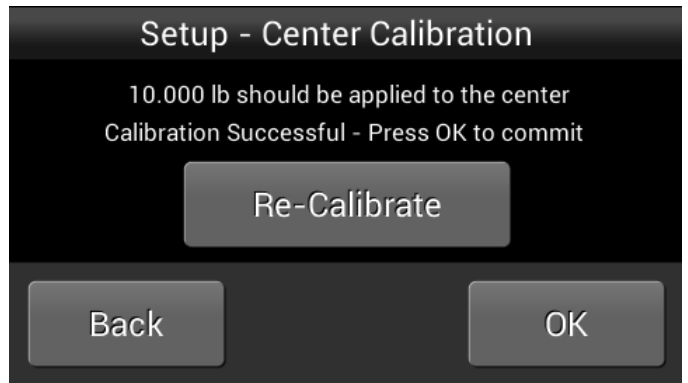 Setup - Center Calibration
10.000 lb should be applied to the center
Calibration Successful - Press OK to commit
Re-Calibrate
Back
OK